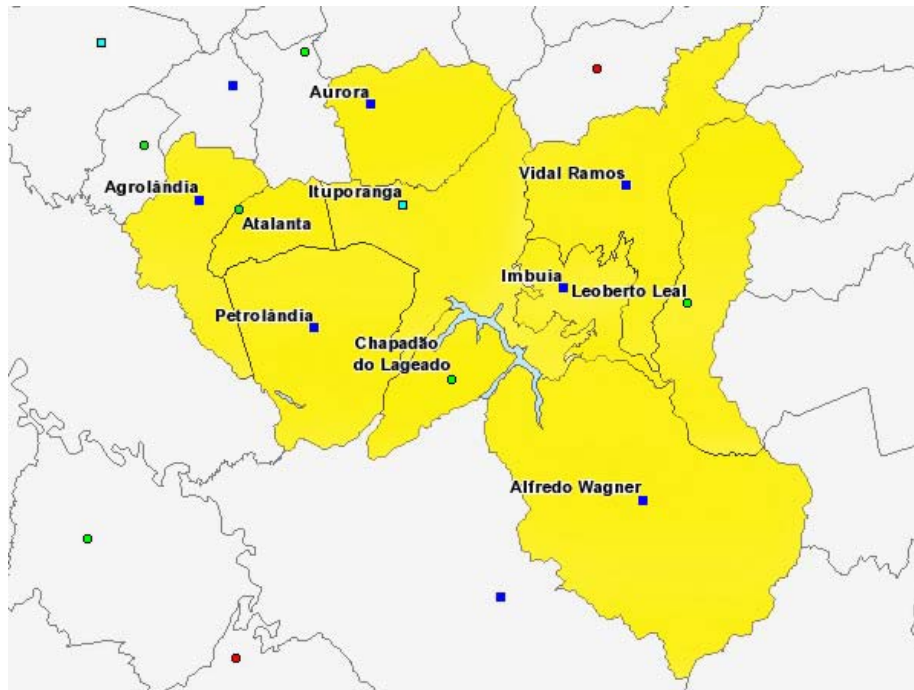 Aurora
Vidal Ramos
Agrolândia
Ituporanga
Atalanta
Imbuia
Leoberto Leal
Petrolândia
Chapadão
do Lageado
Alfredo Wagner